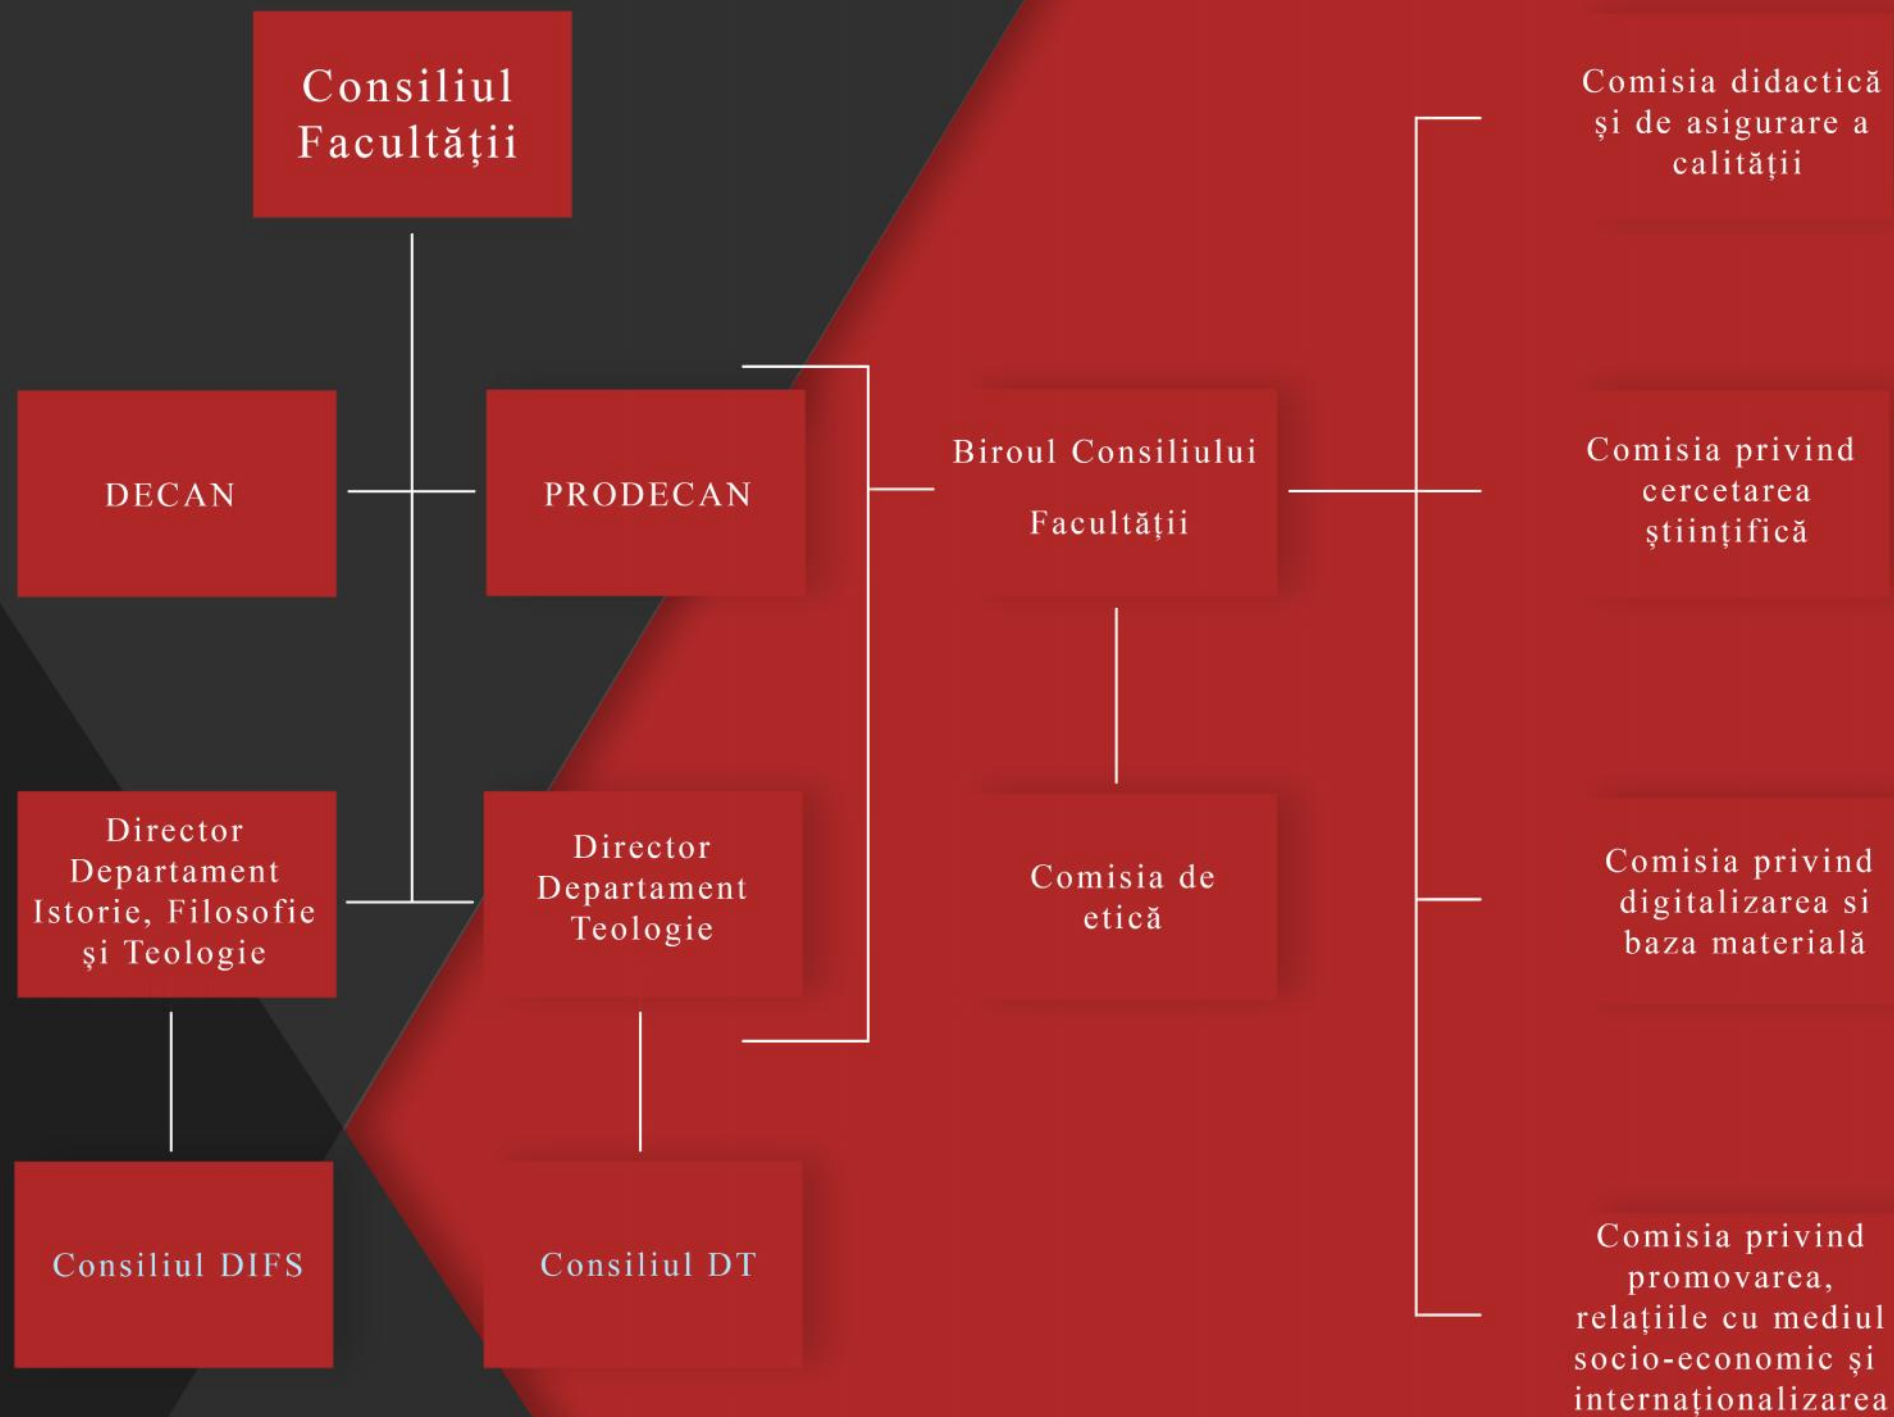 Consiliul
Facultății
DECAN
PRODECAN
Director
Departament
Istorie, Filosofie
și Teologie
Director
Departament
Teologie
Consiliul DIFS
Consiliul DT
Biroul Consiliului
Facultății
Comisia de
etică
Comisia didactică
și de asigurare a
calității
Comisia privind
cercetarea
științifică
Comisia privind
digitalizarea si
baza materială
Comisia privind
promovarea,
relațiile cu mediul
socio-economic și
internaționalizarea